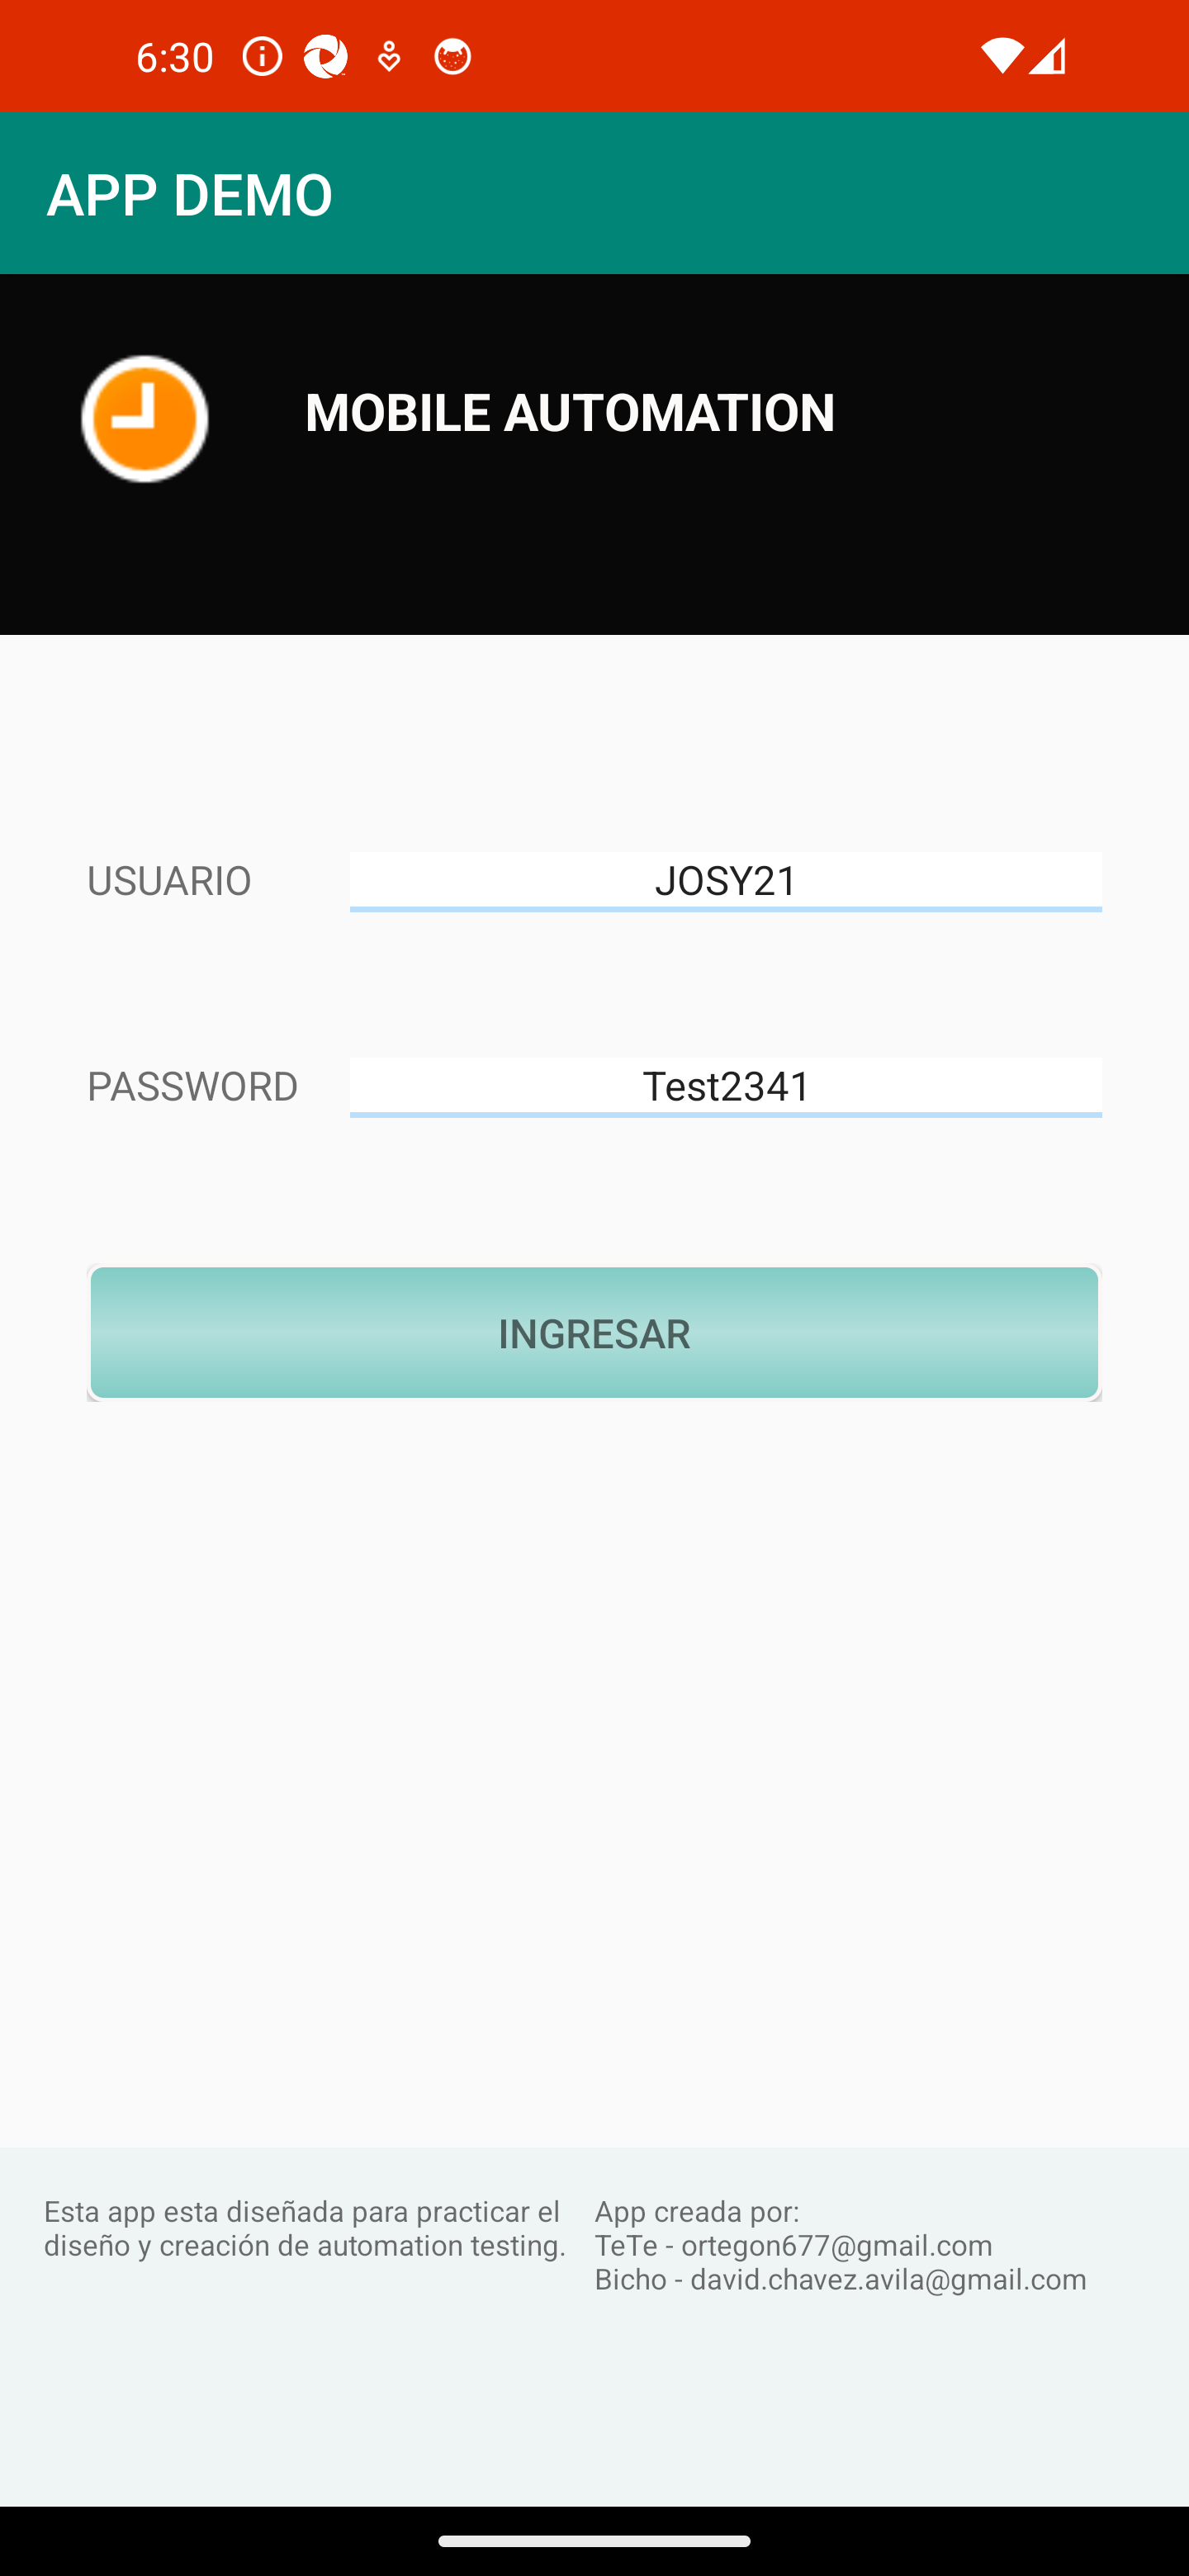 6:30
APP DEMO
MOBILE AUTOMATION
USUARIO
JOSY21
PASSWORD
Test2341
INGRESAR
Esta app esta diseñada para practicar el
diseño y creación de automation testing.
App creada por:
TeTe - ortegon677@gmail.com
Bicho - david.chavez.avila@gmail.com